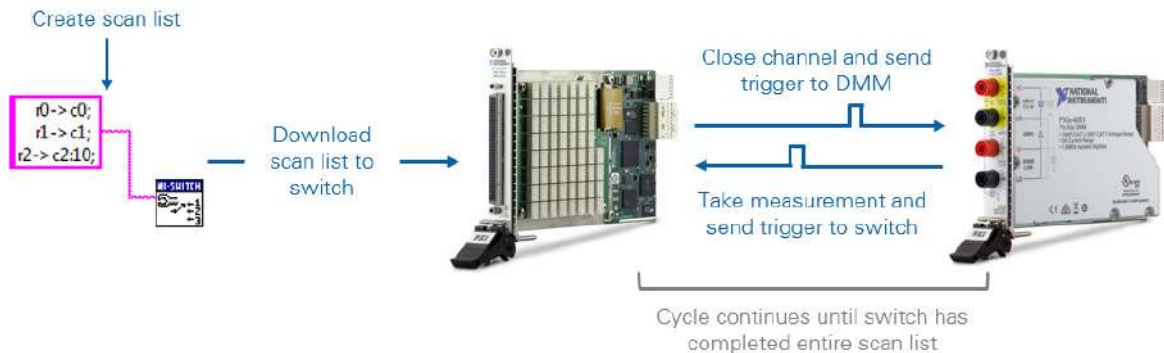 Create scan list
r0-> c0;
r1-> c1;
r2-> c2:10;
NI-SWITCH
Download
scan list to
switch
Close channel and send
trigger to DMM
Take measurement and
send trigger to switch
NATIONAL
INSTRUMENTS
Cycle continues until switch has
completed entire scan list